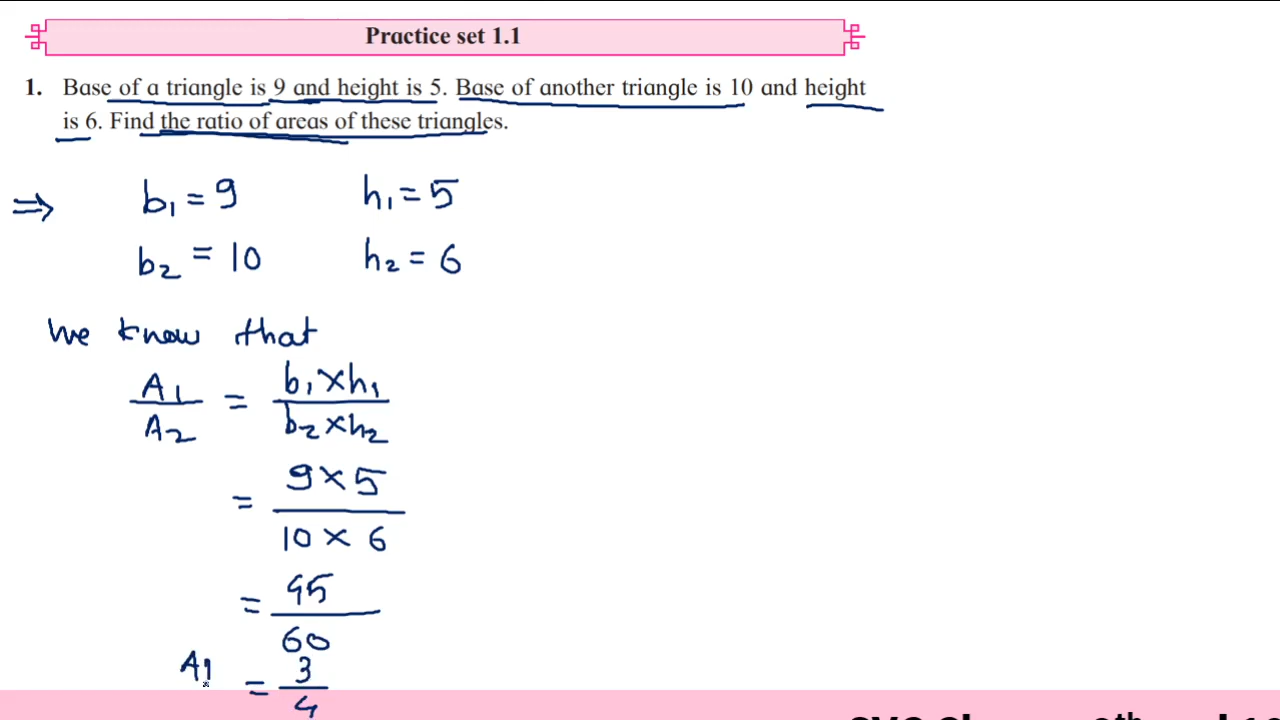 Practice set 1.1
1. Base of a triangle is 9 and height is 5. Base of another triangle is 10 and height
is 6. Find the ratio of areas of these triangles.
⇒ b₁ = 9 h₁ = 5
b₂ = 10 h₂ = 6
We know that
A₁/A₂ = b₁×h₁/b₂×h₂
= 9×5/10×6
= 45/60
A₁ = 3/4